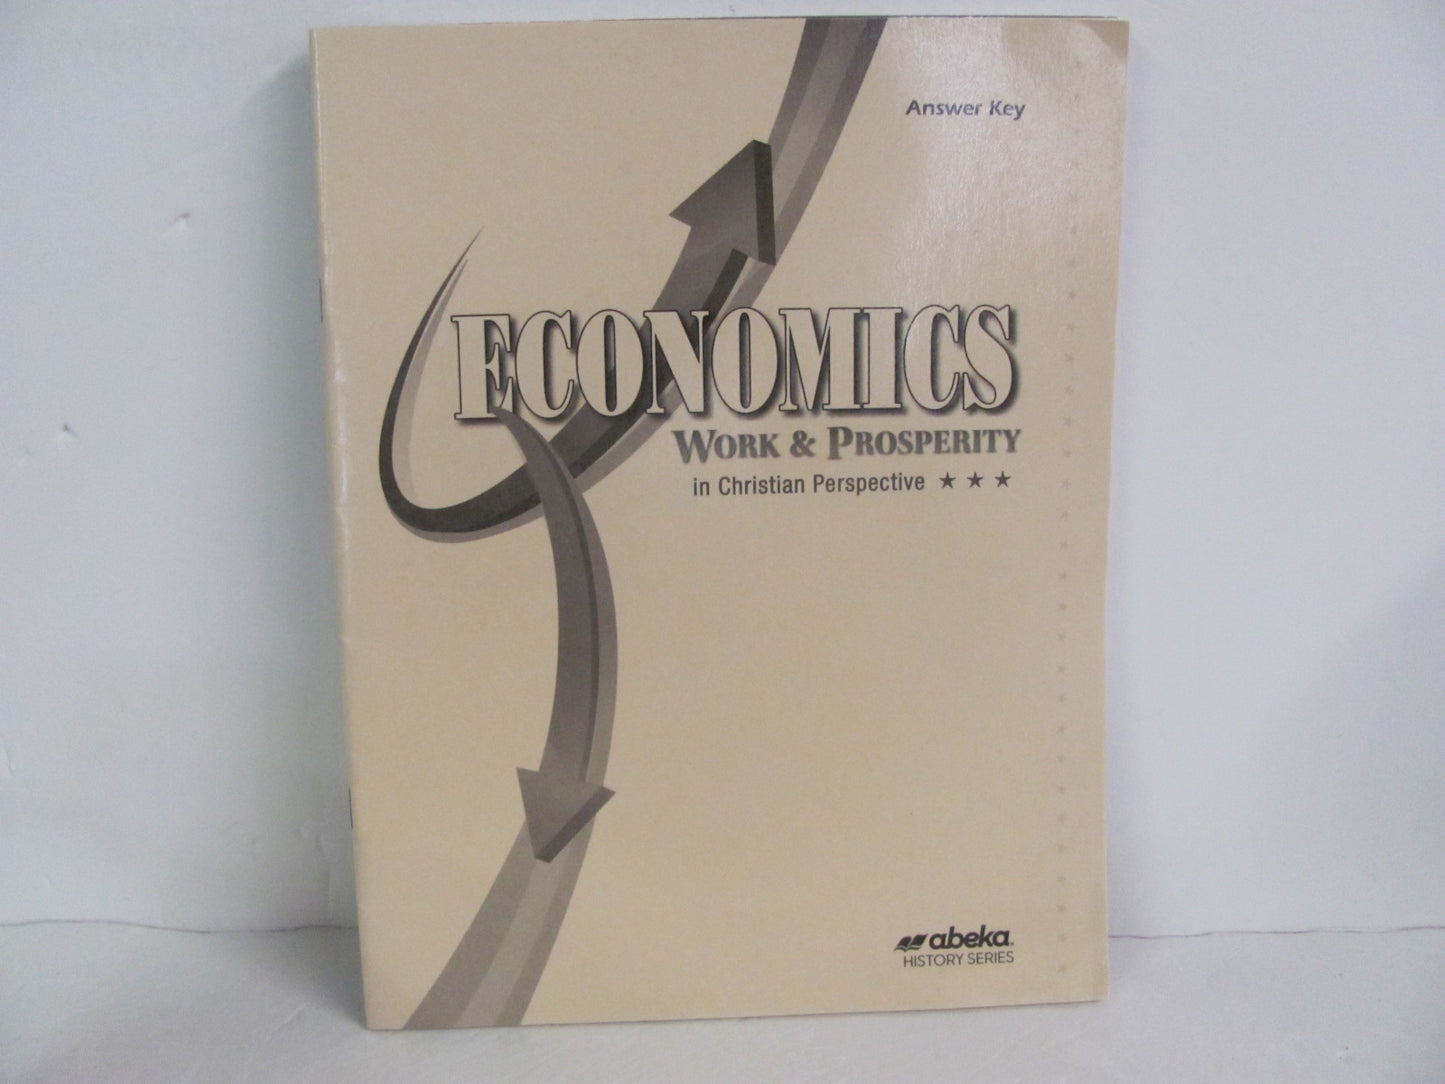 Answer Key
ECONOMICS
WORK & PROSPERITY
in Christian Perspective ★ ★ ★
abeka
HISTORY SERIES